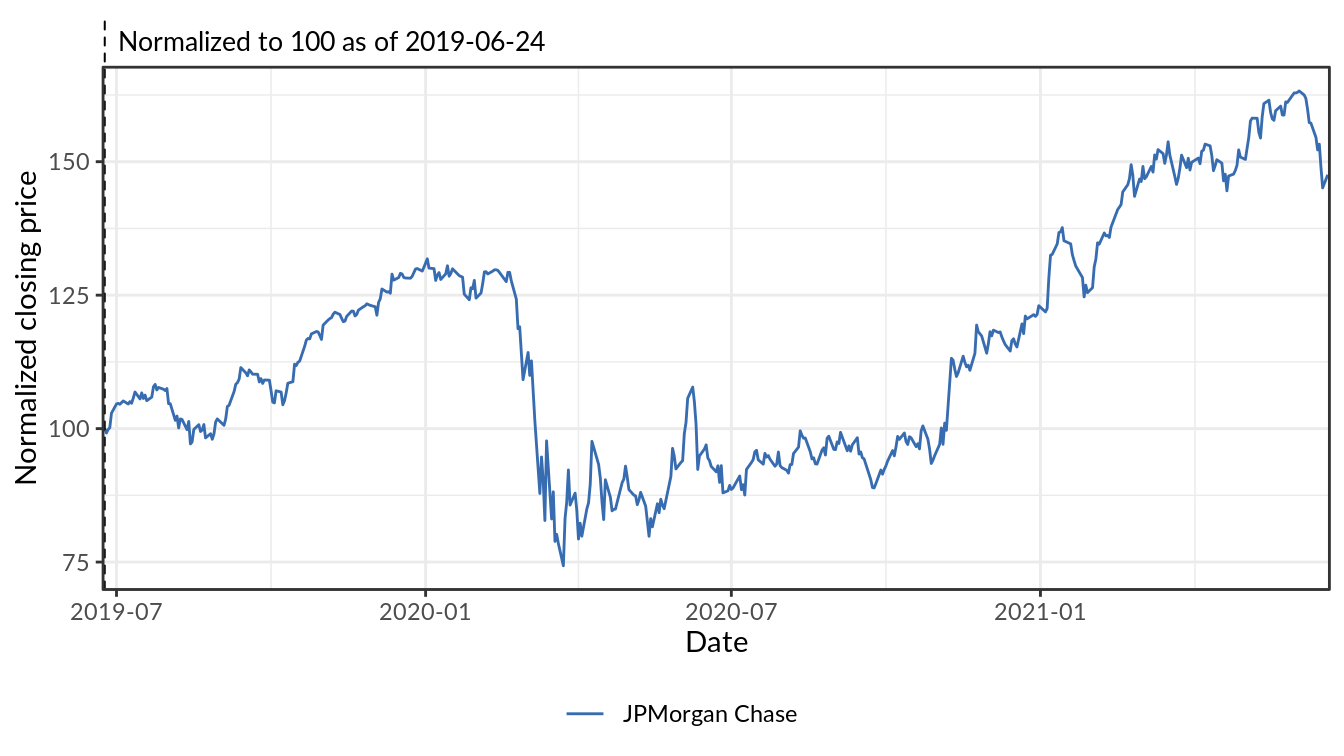 Normalized to 100 as of 2019-06-24
Normalized closing price
150
125
100
75
2019-07
2020-01
2020-07
2021-01
Date
JPMorgan Chase